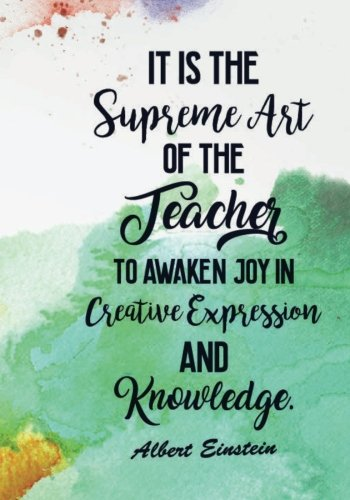 IT IS THE
Supreme Art
OF THE
Teacher
TO AWAKEN JOY IN
Creative Expression
AND
Knowledge.
Albert Einstein